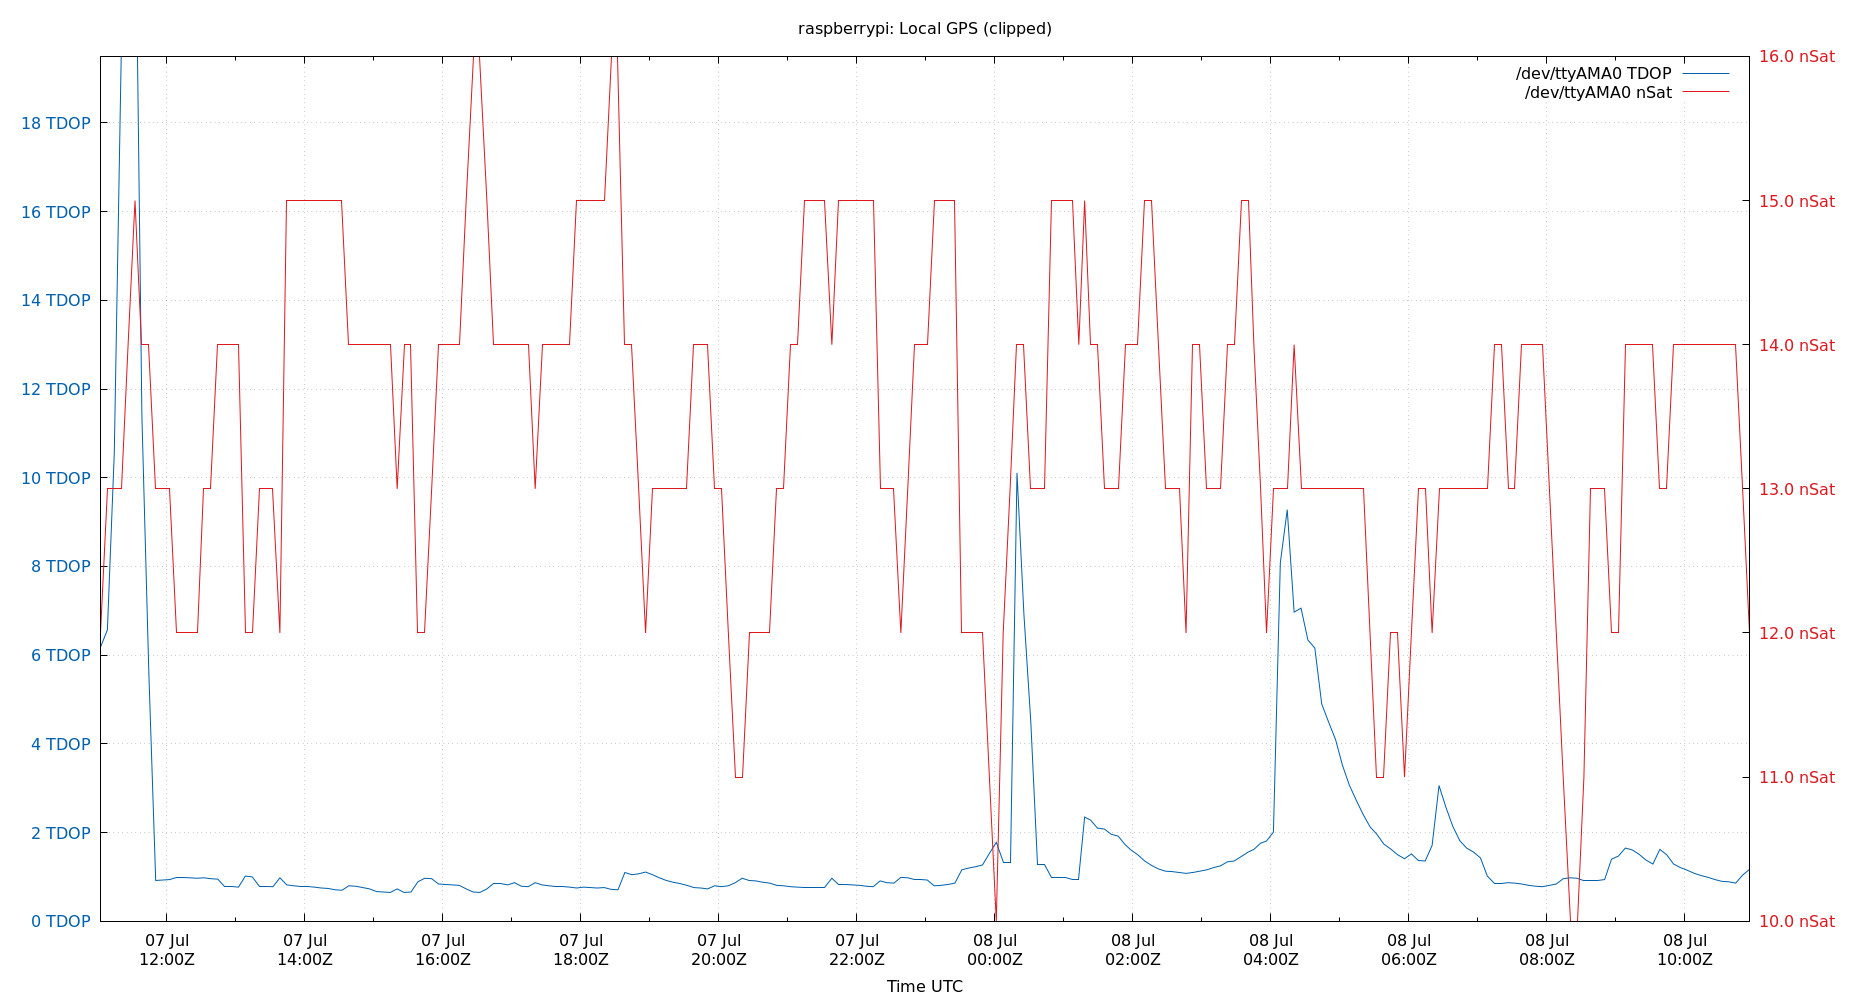 raspberrypi: Local GPS (clipped)
/dev/ttyAMA0 TDOP
/dev/ttyAMA0 nSat
18 TDOP
16 TDOP
14 TDOP
12 TDOP
10 TDOP
8 TDOP
6 TDOP
4 TDOP
2 TDOP
0 TDOP
16.0 nSat
15.0 nSat
14.0 nSat
13.0 nSat
12.0 nSat
11.0 nSat
10.0 nSat
07 Jul
12:00Z
07 Jul
14:00Z
07 Jul
16:00Z
07 Jul
18:00Z
07 Jul
20:00Z
07 Jul
22:00Z
08 Jul
00:00Z
08 Jul
02:00Z
08 Jul
04:00Z
08 Jul
06:00Z
08 Jul
08:00Z
08 Jul
10:00Z
Time UTC